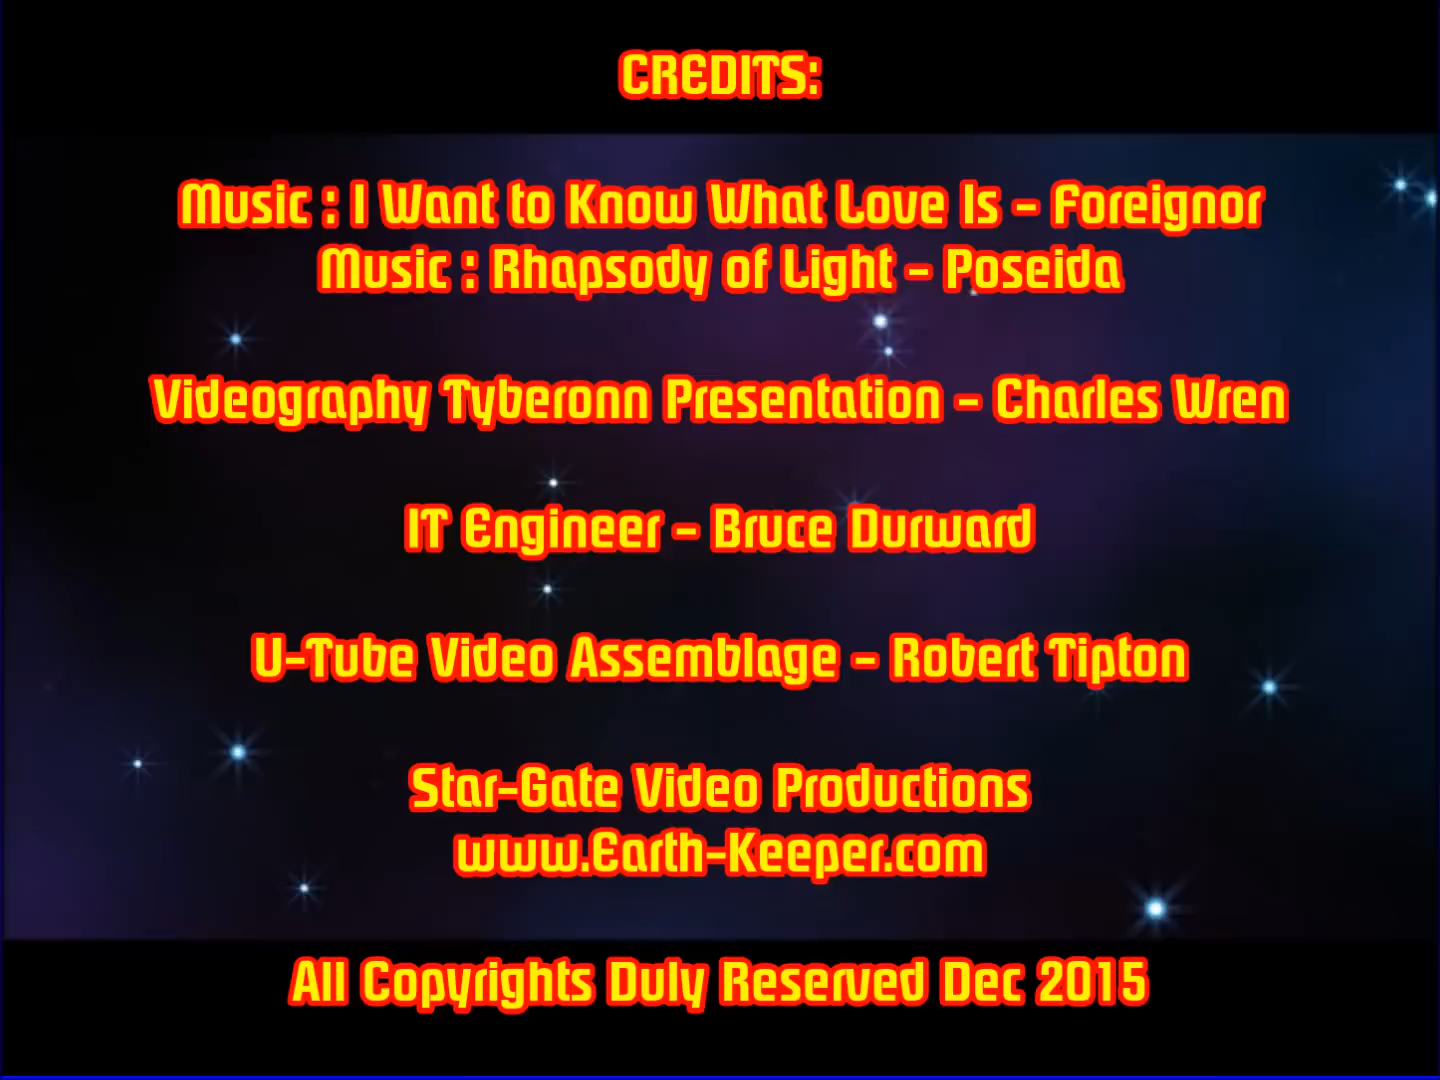 CREDITS:
Music : I Want to Know What Love Is - Foreignor
Music : Rhapsody of Light - Poseida
Videography Tyberonn Presentation - Charles Wren
IT Engineer - Bruce Durward
U-Tube Video Assemblage - Robert Tipton
Star-Gate Video Productions
www.Earth-Keeper.com
All Copyrights Duly Reserved Dec 2015